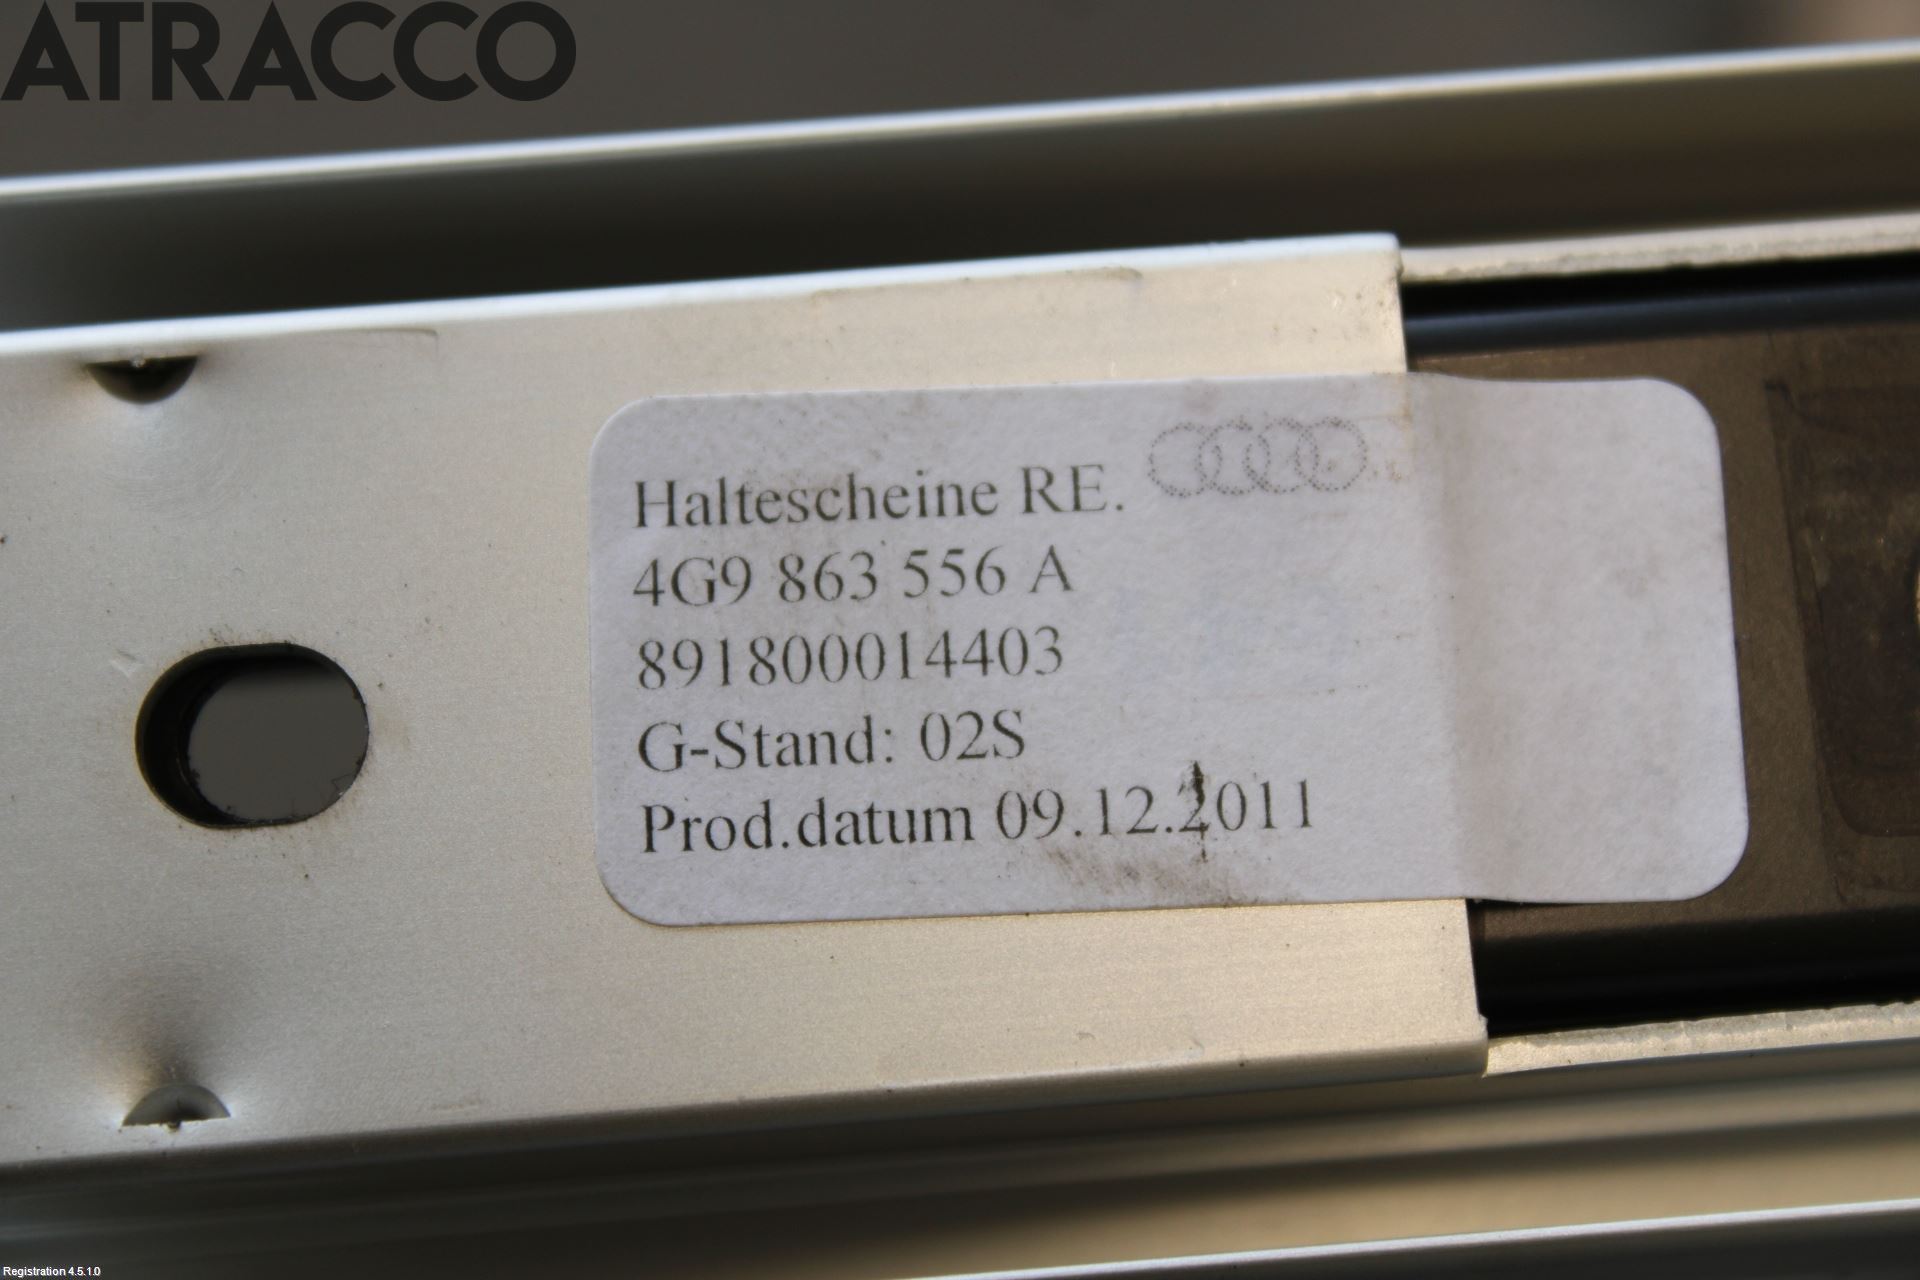 ATRACCO
Haltescheine RE.
4G9 863 556 A
891800014403
G-Stand: 02S
Prod.datum 09.12.2011
Registration 4.5.1.0